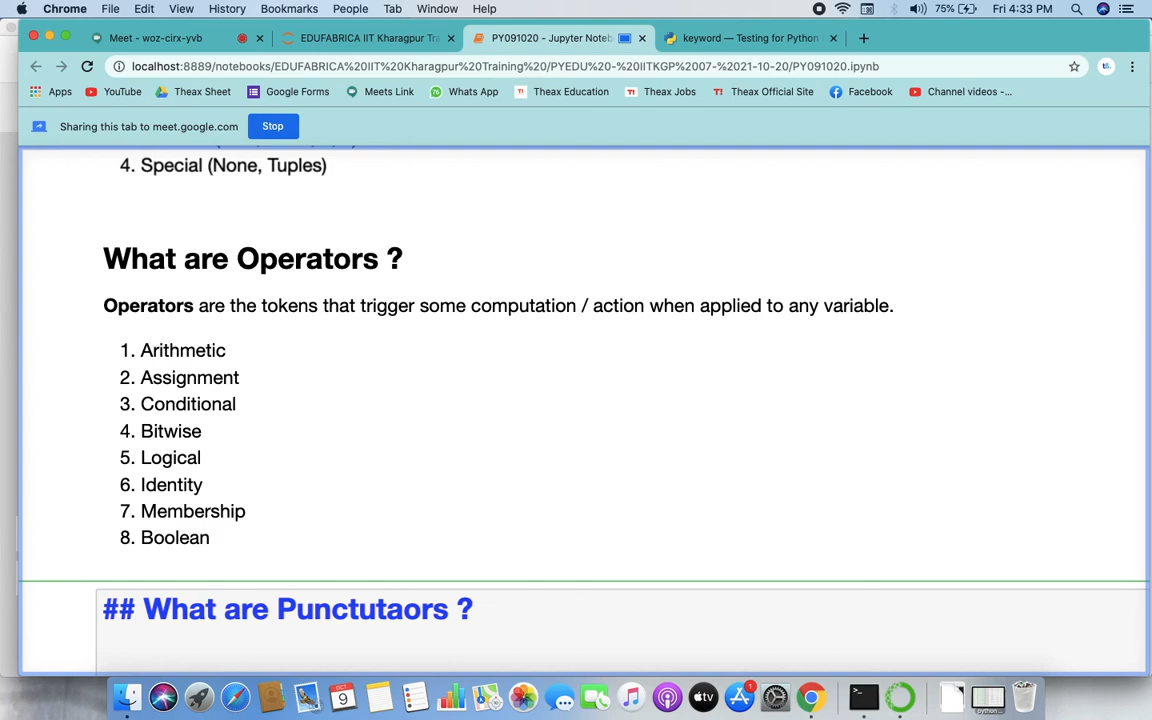 Chrome File Edit View History Bookmarks People Tab Window Help 75% Fri 4:33 PM
Meet - woz-cirx-yvb EDUFABRICA IIT Kharagpur Tra PY091020 - Jupyter Noteb keyword — Testing for Python
localhost:8889/notebooks/EDUFABRICA%20IIT%20Kharagpur%20Training%20/PYEDU%20-%20IITKGP%2007-%2021-10-20/PY091020.ipynb
Apps YouTube Theax Sheet Google Forms Meets Link Whats App Theax Education Theax Jobs Theax Official Site Facebook Channel videos -...
Sharing this tab to meet.google.com Stop
4. Special (None, Tuples)
What are Operators ?
Operators are the tokens that trigger some computation / action when applied to any variable.
1. Arithmetic
2. Assignment
3. Conditional
4. Bitwise
5. Logical
6. Identity
7. Membership
8. Boolean
## What are Punctutaors ?
OCT
9
tv
1